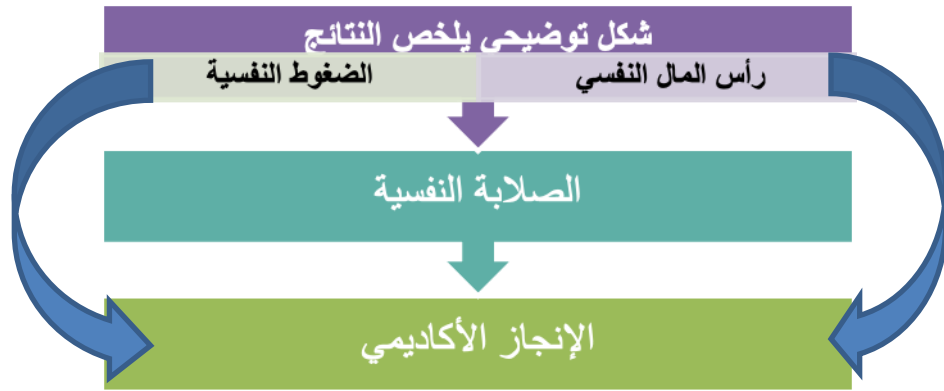 شكل توضيحي يلخص النتائج
رأس المال النفسي
الضغوط النفسية
الصلابة النفسية
الإنجاز الأكاديمي